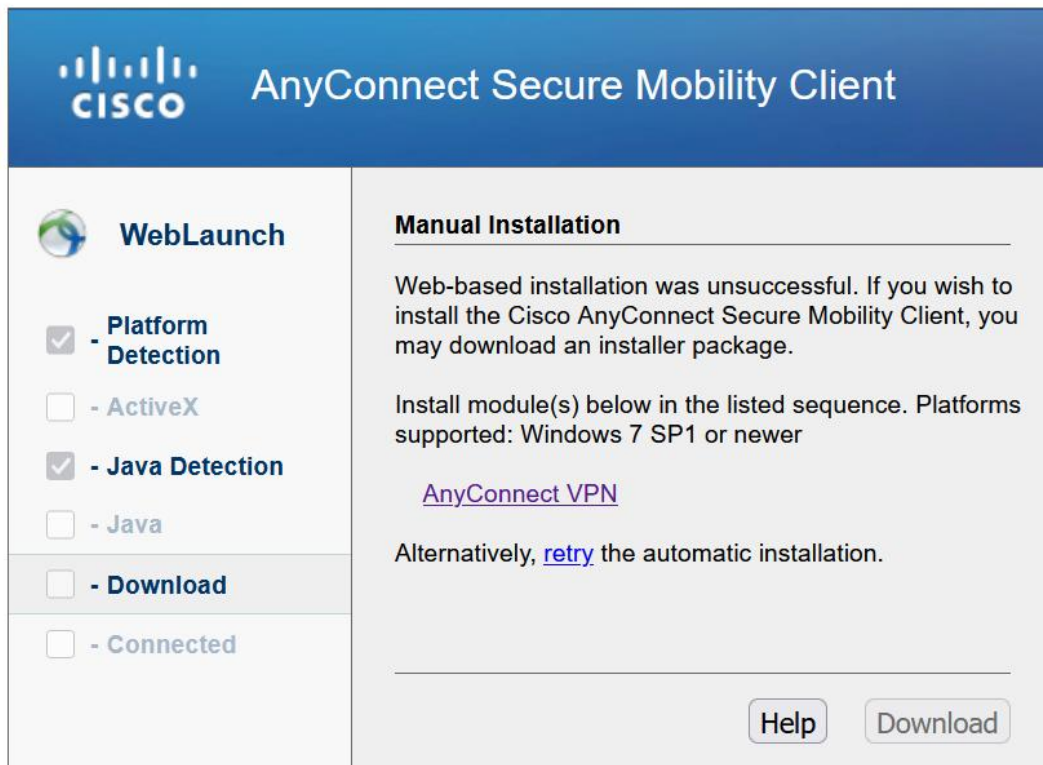 CISCO
AnyConnect Secure Mobility Client
WebLaunch
- Platform
Detection
- ActiveX
- Java Detection
- Java
- Download
- Connected
Manual Installation
Web-based installation was unsuccessful. If you wish to
install the Cisco AnyConnect Secure Mobility Client, you
may download an installer package.
Install module(s) below in the listed sequence. Platforms
supported: Windows 7 SP1 or newer
AnyConnect VPN
Alternatively, retry the automatic installation.
Help
Download